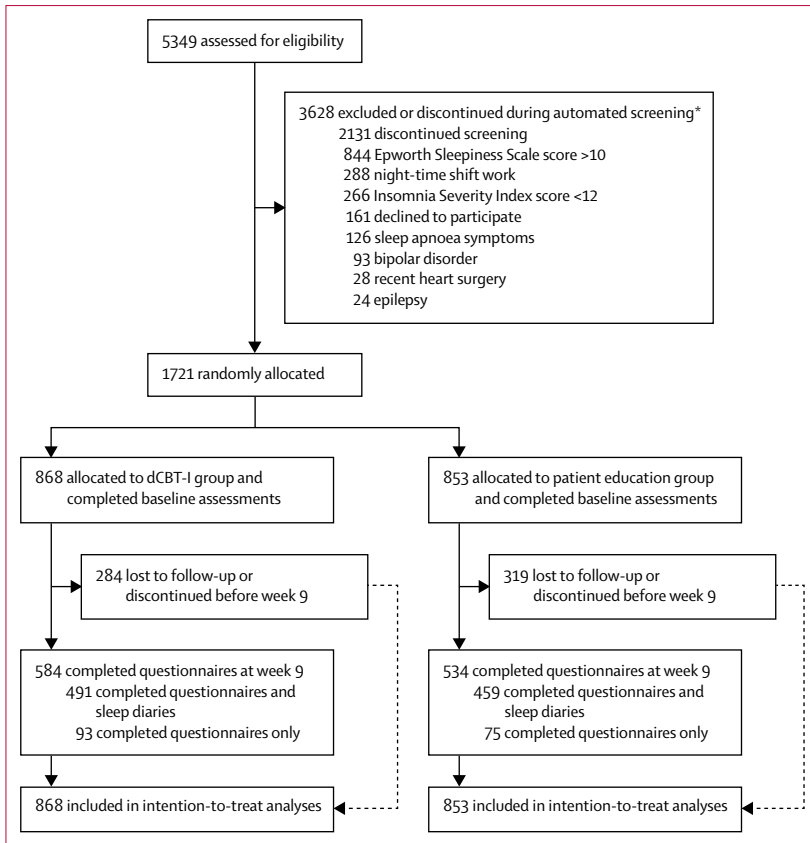 5349 assessed for eligibility
3628 excluded or discontinued during automated screening*
2131 discontinued screening
844 Epworth Sleepiness Scale score >10
288 night-time shift work
266 Insomnia Severity Index score <12
161 declined to participate
126 sleep apnoea symptoms
93 bipolar disorder
28 recent heart surgery
24 epilepsy
1721 randomly allocated
868 allocated to dCBT-I group and
completed baseline assessments
853 allocated to patient education group
and completed baseline assessments
284 lost to follow-up or
discontinued before week 9
319 lost to follow-up or
discontinued before week 9
584 completed questionnaires at week 9
491 completed questionnaires and
sleep diaries
93 completed questionnaires only
534 completed questionnaires at week 9
459 completed questionnaires and
sleep diaries
75 completed questionnaires only
868 included in intention-to-treat analyses
853 included in intention-to-treat analyses